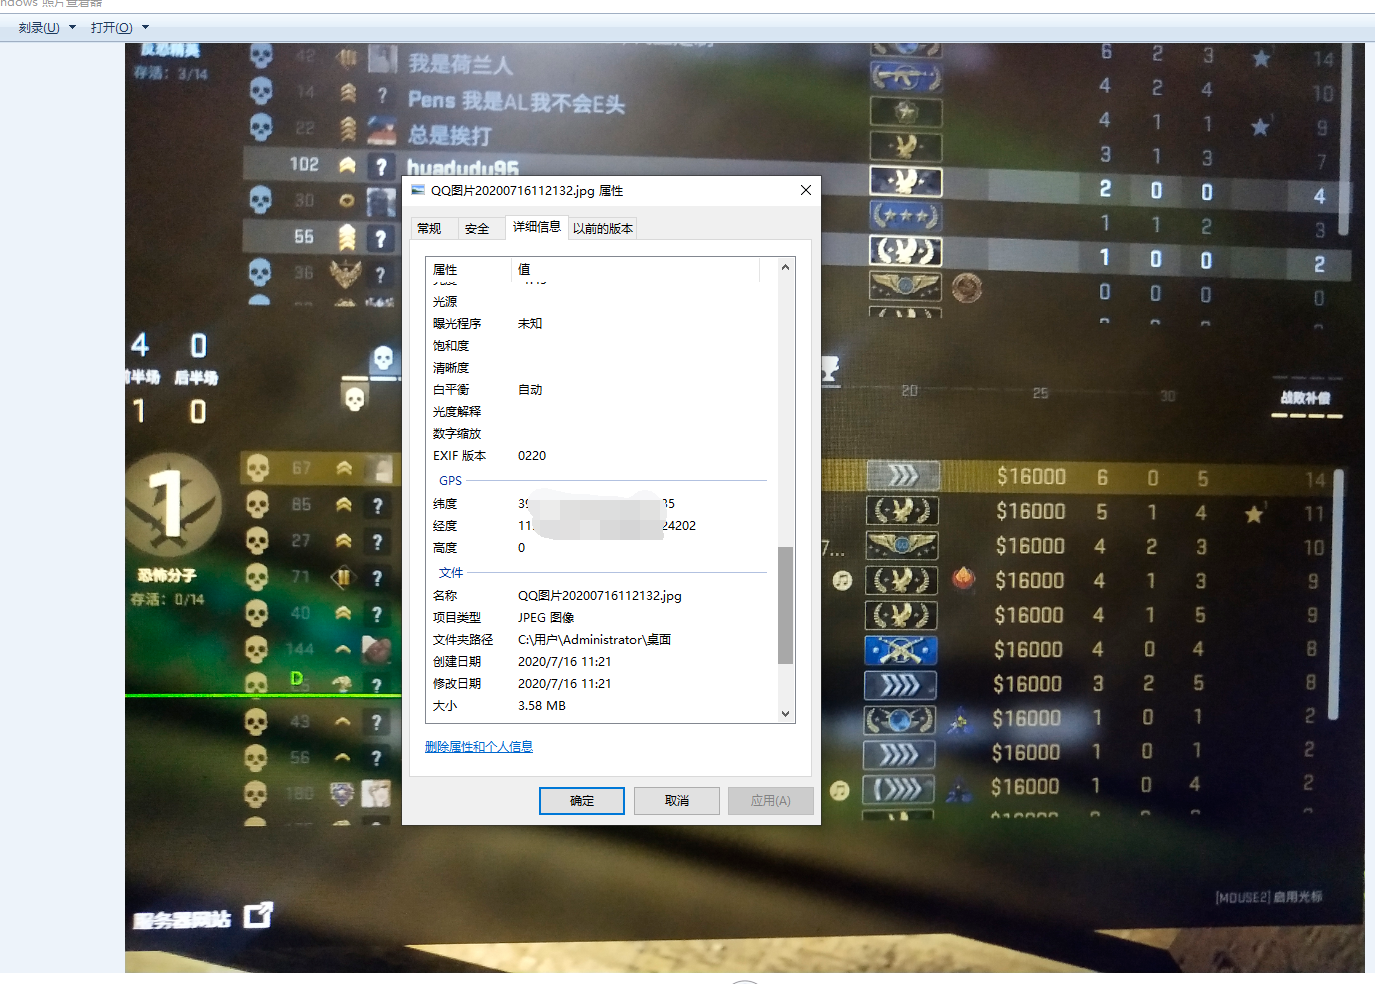 ndows 照片查看器
刻录(U) 打开(O)
反恐精英
存活：3/14
42 我是荷兰人 6 2 3 14
14 ? Pens 我是AL我不会E头 4 2 4 10
22 总是挨打 4 1 1 9
3 1 3 7
102 ? huadudu95 2 0 0 4
30 1 1 2 3
55 ? 1 0 0 2
36 ? 0 0 0 0
QQ图片20200716112132.jpg 属性
常规 安全 详细信息 以前的版本
属性 值
光源
曝光程序 未知
饱和度
清晰度
白平衡 自动
光度解释
数字缩放
EXIF 版本 0220
GPS
纬度 39 35
经度 11 24202
高度 0
文件
名称 QQ图片20200716112132.jpg
项目类型 JPEG 图像
文件夹路径 C:\用户\Administrator\桌面
创建日期 2020/7/16 11:21
修改日期 2020/7/16 11:21
大小 3.58 MB
删除属性和个人信息
确定 取消 应用(A)
4 0
前半场 后半场
1 0
20 25 30
战败补偿
1
恐怖分子
存活：0/14
67 $16000 6 0 5 14
85 ? $16000 5 1 4 11
27 ? 7... $16000 4 2 3 10
71 ? $16000 4 1 3 9
40 ? $16000 4 1 5 9
144 $16000 4 0 4 8
D ? $16000 3 2 5 8
43 ? $16000 1 0 1 2
56 ? $16000 1 0 1 2
180 $16000 1 0 4 2
[MOUSE2] 启用光标
服务器网站